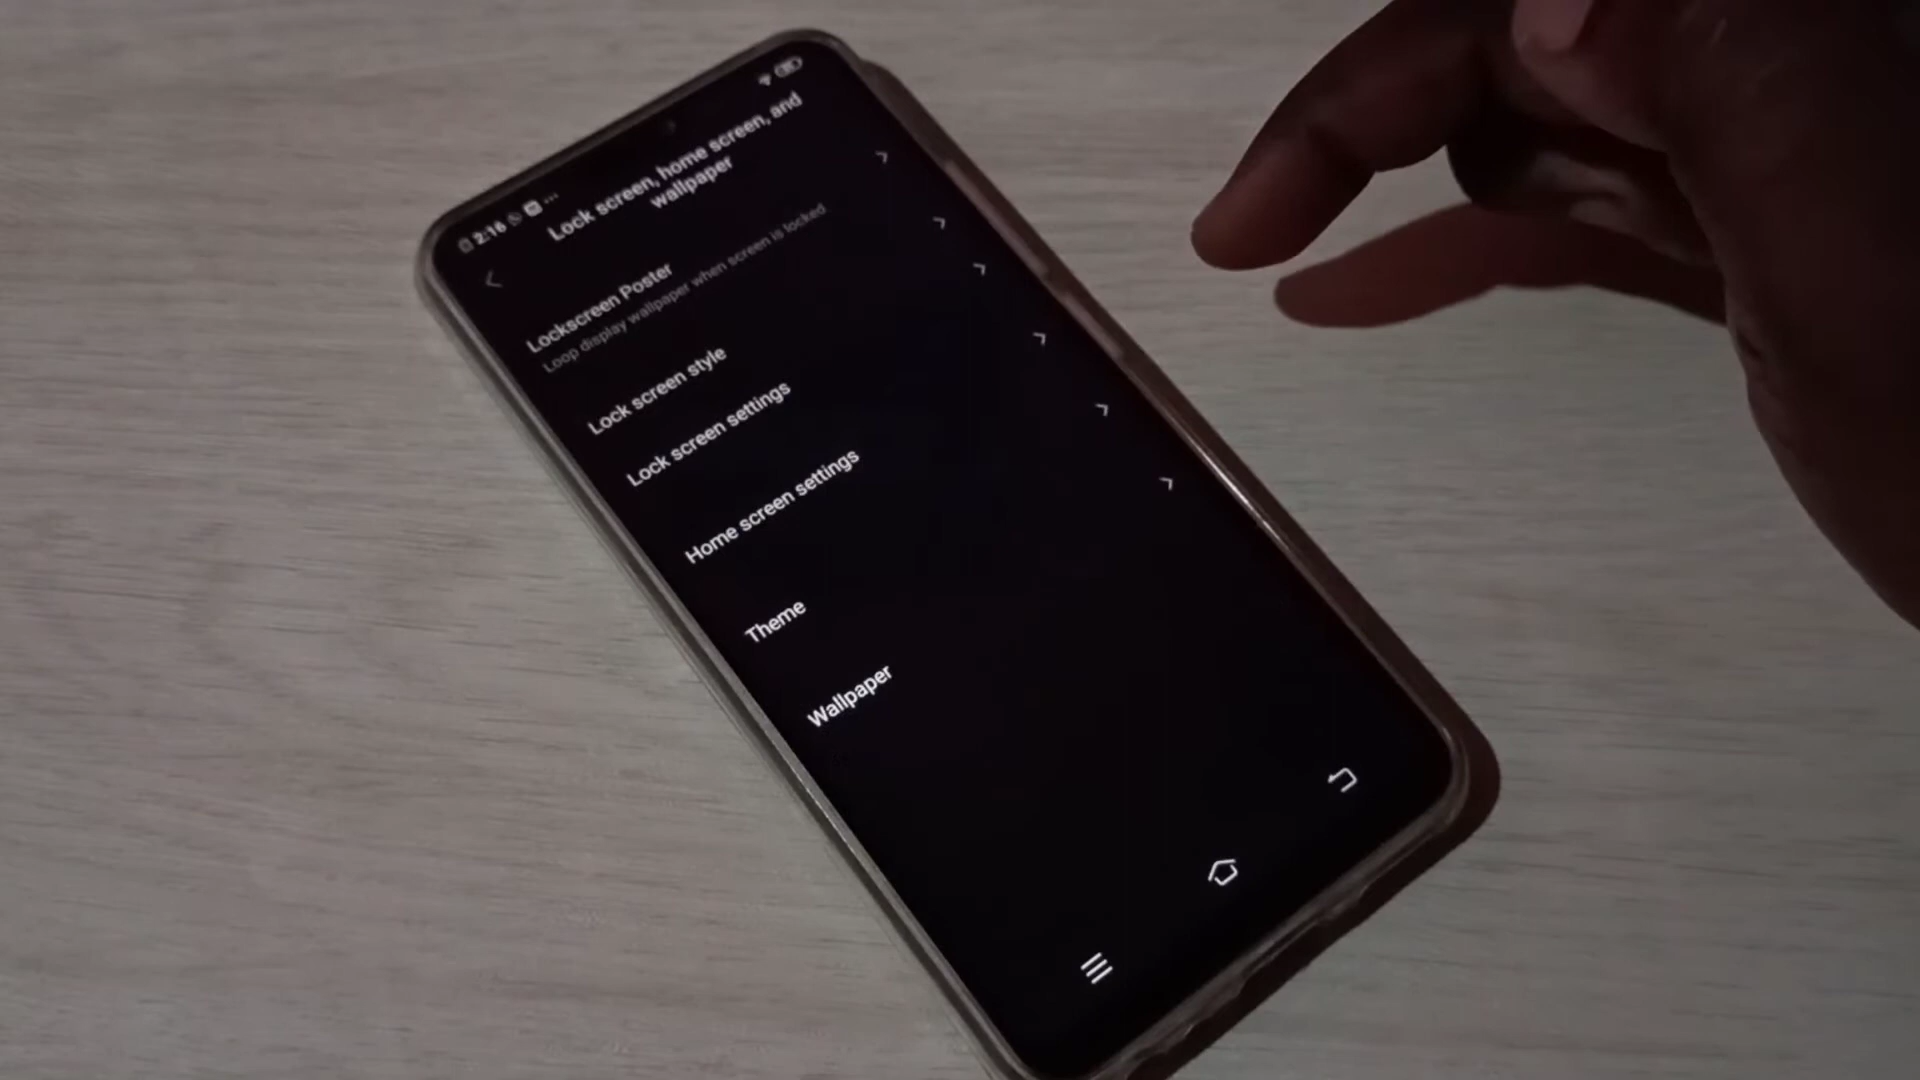 2:16
Lock screen, home screen, and
wallpaper
Lockscreen Poster
Loop display wallpaper when screen is locked.
Lock screen style
Lock screen settings
Home screen settings
Theme
Wallpaper